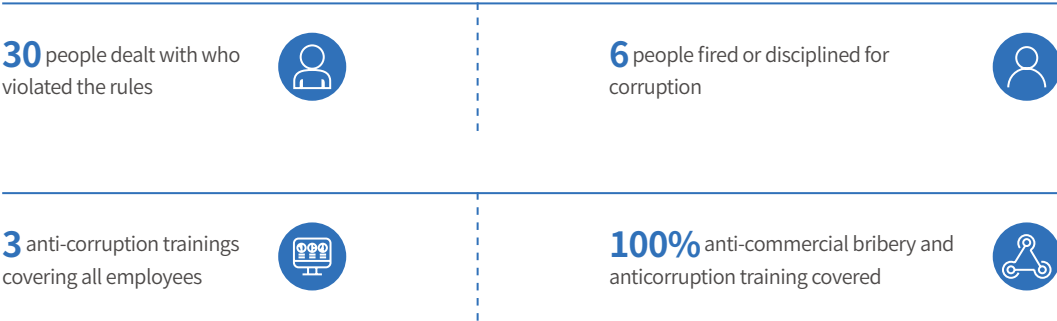 30 people dealt with who
violated the rules
6 people fired or disciplined for
corruption
3 anti-corruption trainings
covering all employees
100% anti-commercial bribery and
anticorruption training covered